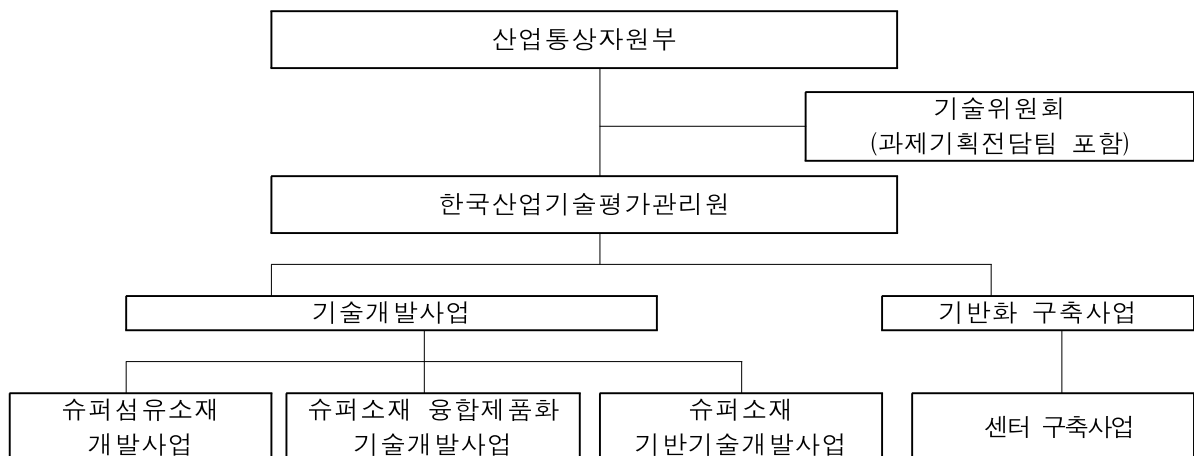 산업통상자원부
기술위원회
(과제기획전담팀 포함)
한국산업기술평가관리원
기술개발사업
기반화 구축사업
슈퍼섬유소재
개발사업
슈퍼소재 융합제품화
기술개발사업
슈퍼소재
기반기술개발사업
센터 구축사업